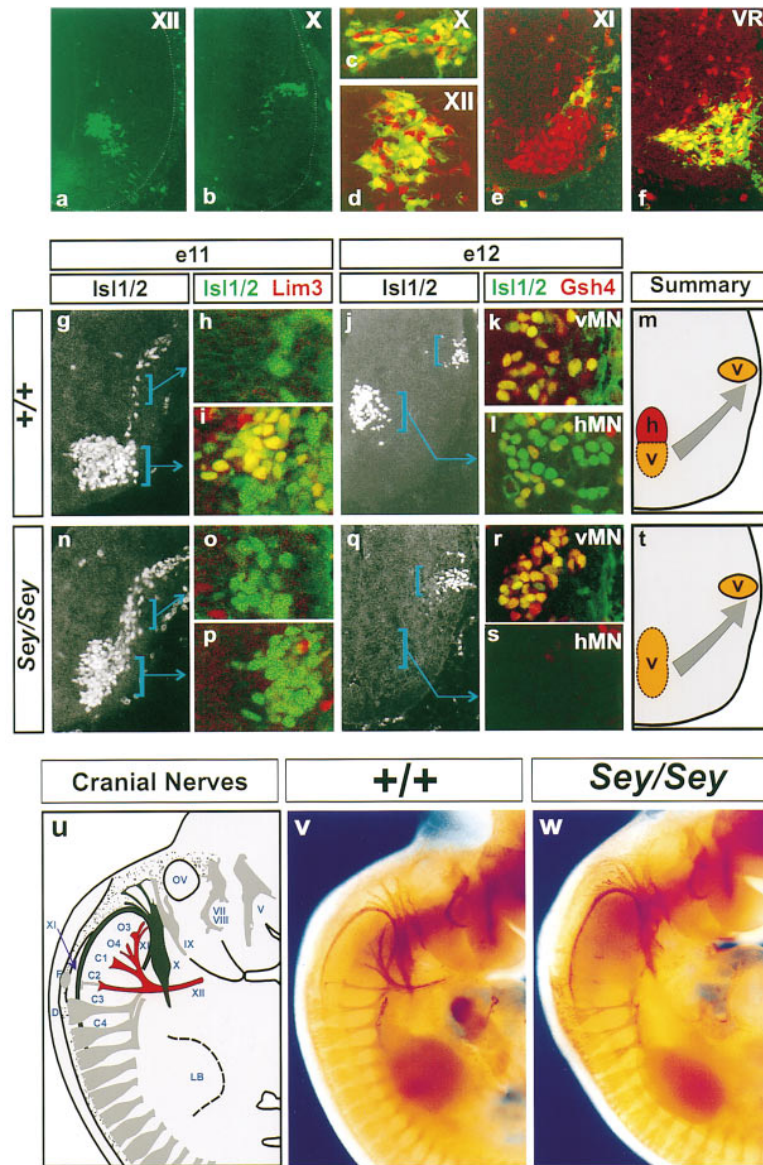 XII
X
X
XI
VR
XII
a
b
c
d
e
f
e11
e12
Isl1/2
Isl1/2 Lim3
Isl1/2
Isl1/2 Gsh4
Summary
+/+
g
h
i
j
k
vMN
l
hMN
m
v
h
v
Sey/Sey
n
o
p
q
r
vMN
s
hMN
t
v
v
Cranial Nerves
+/+
Sey/Sey
u
OV
VII
VIII
V
XI
O3
O4
IX
C1
X
C2
XII
C3
D
C4
LB
v
w